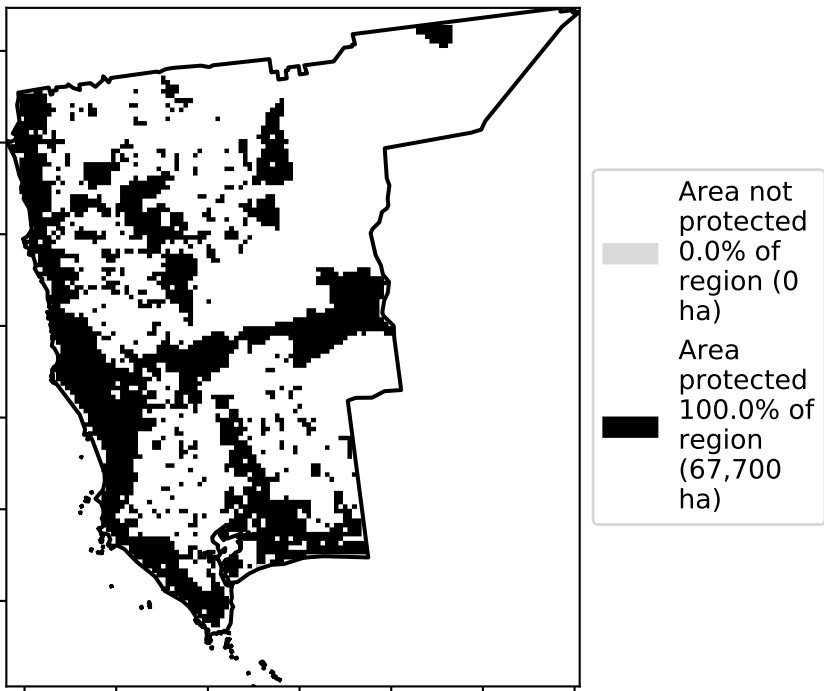 Area not
protected
0.0% of
region (0
ha)
Area
protected
100.0% of
region
(67,700
ha)